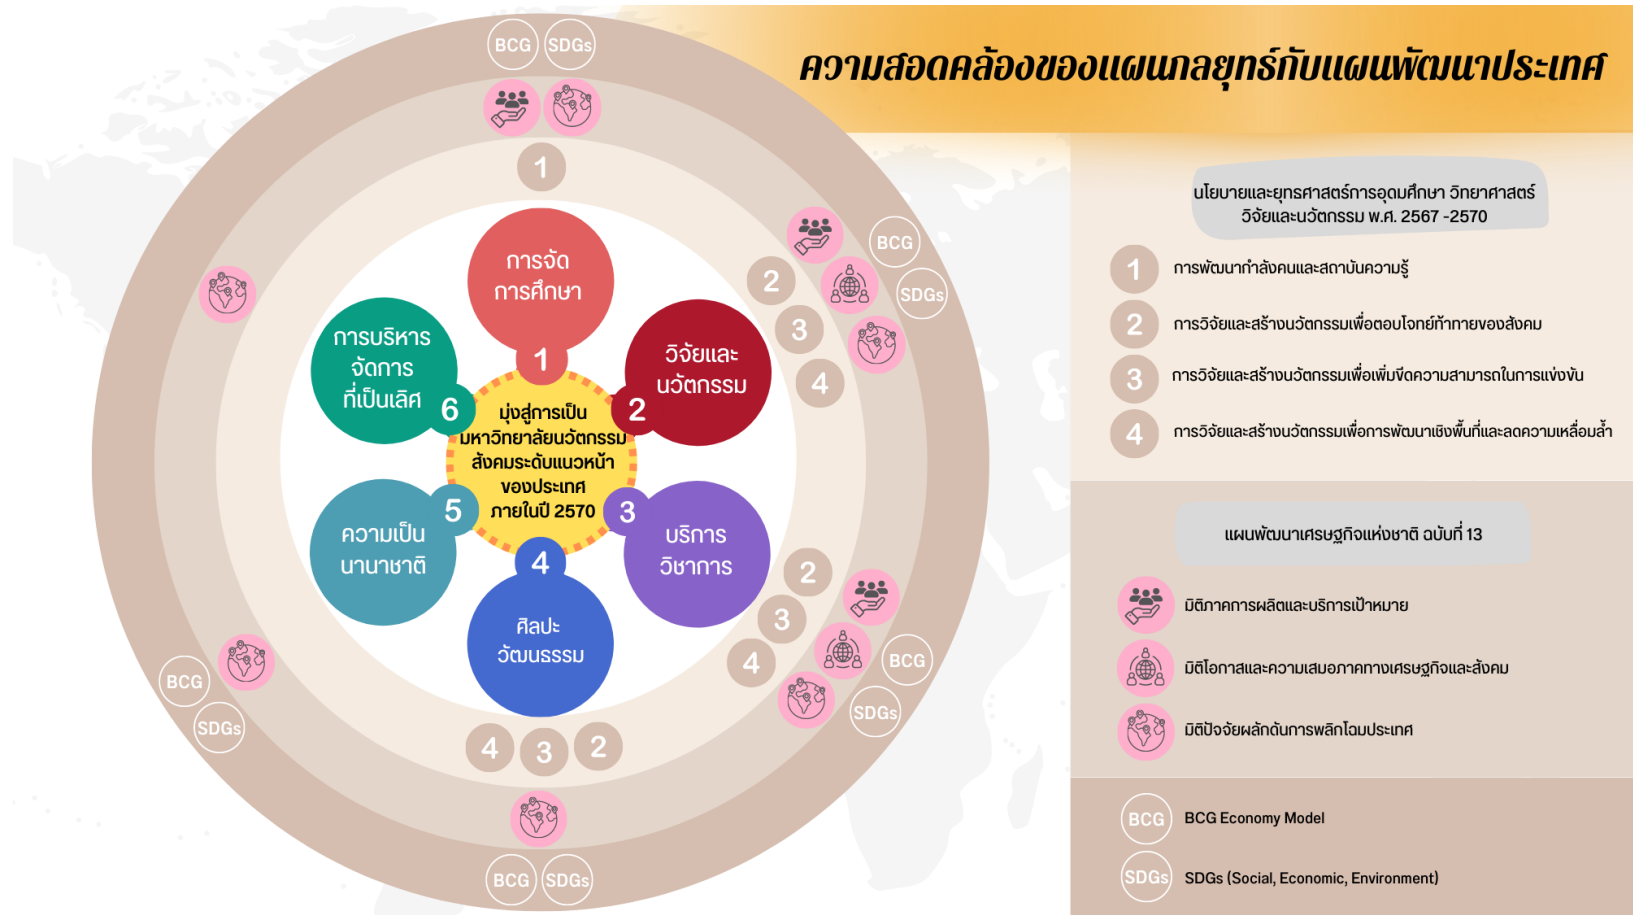 ความสอดคล้องของแผนกลยุทธ์กับแผนพัฒนาประเทศ
BCG
SDGs
1
การจัด
การศึกษา
1
2
3
4
BCG
SDGs
วิจัยและ
นวัตกรรม
2
การบริหาร
จัดการ
ที่เป็นเลิศ
6
มุ่งสู่การเป็น
มหาวิทยาลัยนวัตกรรม
สังคมระดับแนวหน้า
ของประเทศ
ภายในปี 2570
5
ความเป็น
นานาชาติ
3
บริการ
วิชาการ
4
ศิลปะ
วัฒนธรรม
2
3
4
BCG
SDGs
BCG
SDGs
4
3
2
BCG
SDGs
นโยบายและยุทธศาสตร์การอุดมศึกษา วิทยาศาสตร์
วิจัยและนวัตกรรม พ.ศ. 2567 -2570
1 การพัฒนากำลังคนและสถาบันความรู้
2 การวิจัยและสร้างนวัตกรรมเพื่อตอบโจทย์ท้าทายของสังคม
3 การวิจัยและสร้างนวัตกรรมเพื่อเพิ่มขีดความสามารถในการแข่งขัน
4 การวิจัยและสร้างนวัตกรรมเพื่อการพัฒนาเชิงพื้นที่และลดความเหลื่อมล้ำ
แผนพัฒนาเศรษฐกิจแห่งชาติ ฉบับที่ 13
มิติภาคการผลิตและบริการเป้าหมาย
มิติโอกาสและความเสมอภาคทางเศรษฐกิจและสังคม
มิติปัจจัยผลักดันการพลิกโฉมประเทศ
BCG BCG Economy Model
SDGs SDGs (Social, Economic, Environment)